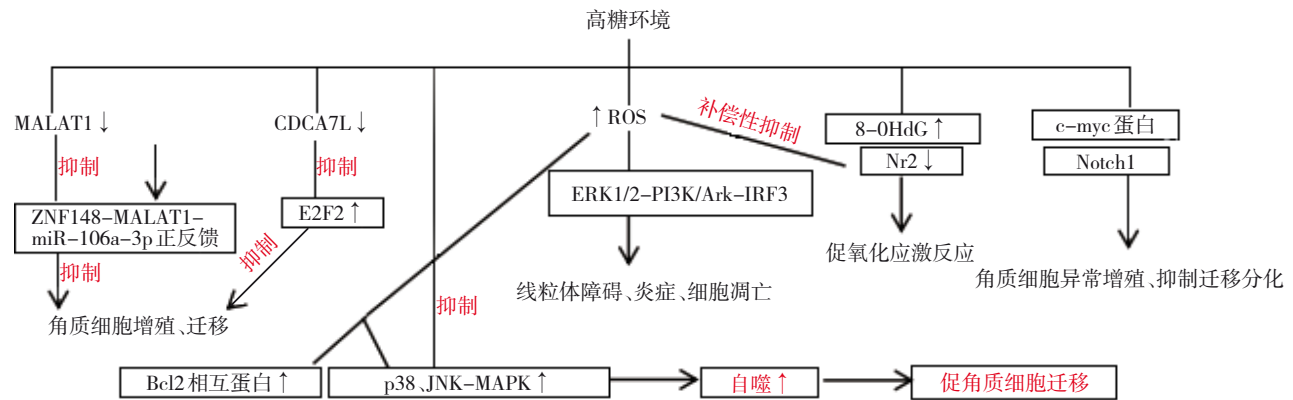 高糖环境
MALAT1↓
CDCA7L↓
↑ROS
补偿性抑制
8-0HdG↑
c-myc蛋白
抑制
抑制
Nr2↓
Notch1
ZNF148-MALAT1-
miR-106a-3p正反馈
E2F2↑
ERK1/2-PI3K/Ark-IRF3
抑制
抑制
促氧化应激反应
角质细胞异常增殖、抑制迁移分化
线粒体障碍、炎症、细胞凋亡
抑制
角质细胞增殖、迁移
Bcl2相互蛋白↑
p38、JNK-MAPK↑
自噬↑
促角质细胞迁移